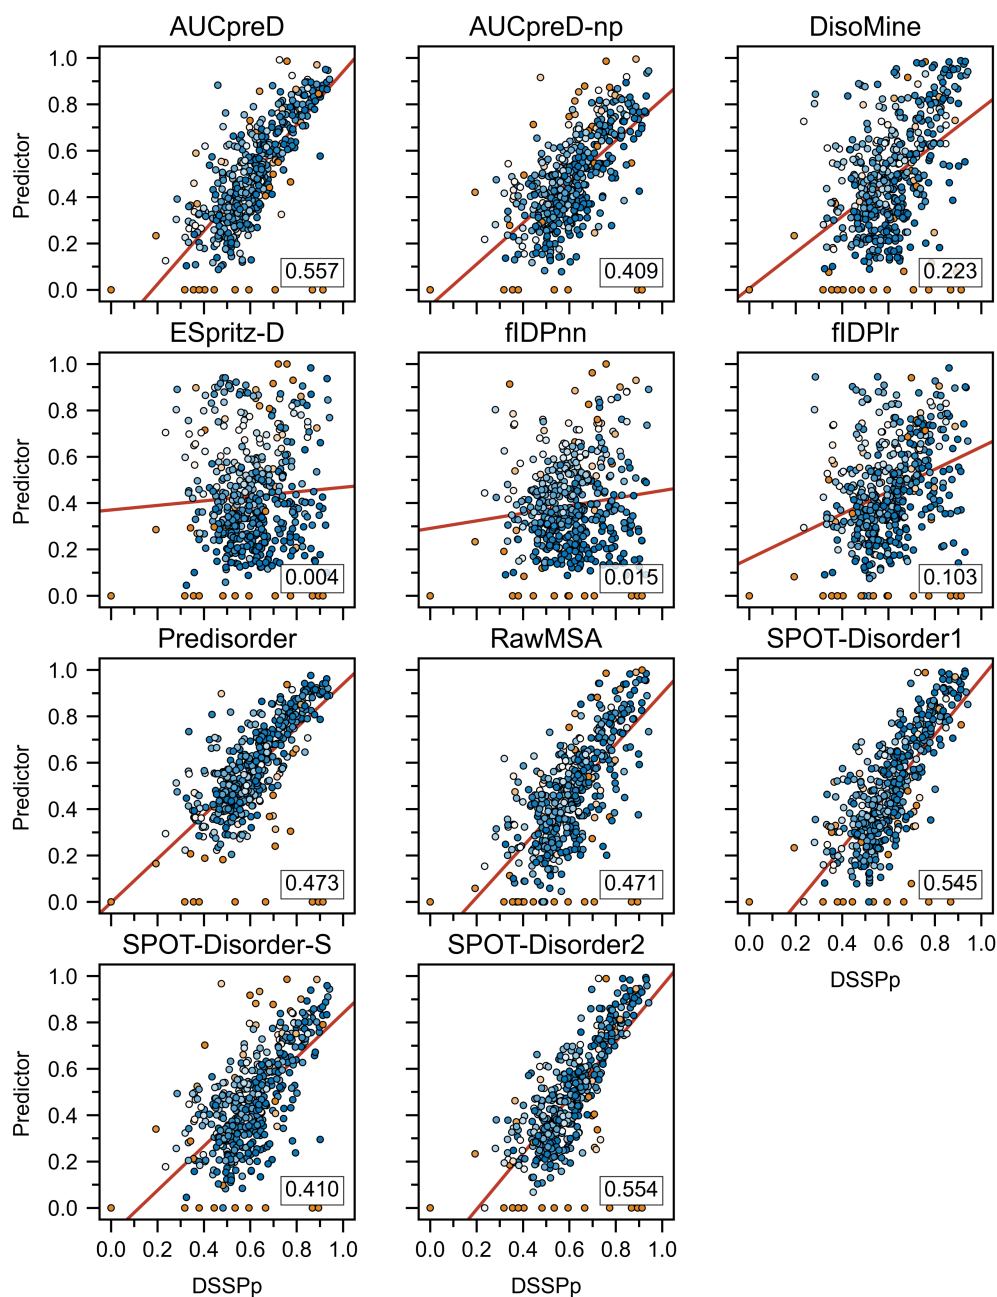 AUCpreD AUCpreD-np DisoMine
1.0
0.8
0.6
0.4
0.2
0.0
Predictor
0.557 0.409 0.223
ESpritz-D fIDPnn fIDPlr
1.0
0.8
0.6
0.4
0.2
0.0
Predictor
0.004 0.015 0.103
Predisorder RawMSA SPOT-Disorder1
1.0
0.8
0.6
0.4
0.2
0.0
Predictor
0.473 0.471 0.545
0.0 0.2 0.4 0.6 0.8 1.0
DSSPp
SPOT-Disorder-S SPOT-Disorder2
1.0
0.8
0.6
0.4
0.2
0.0
Predictor
0.410 0.554
0.0 0.2 0.4 0.6 0.8 1.0 0.0 0.2 0.4 0.6 0.8 1.0
DSSPp DSSPp